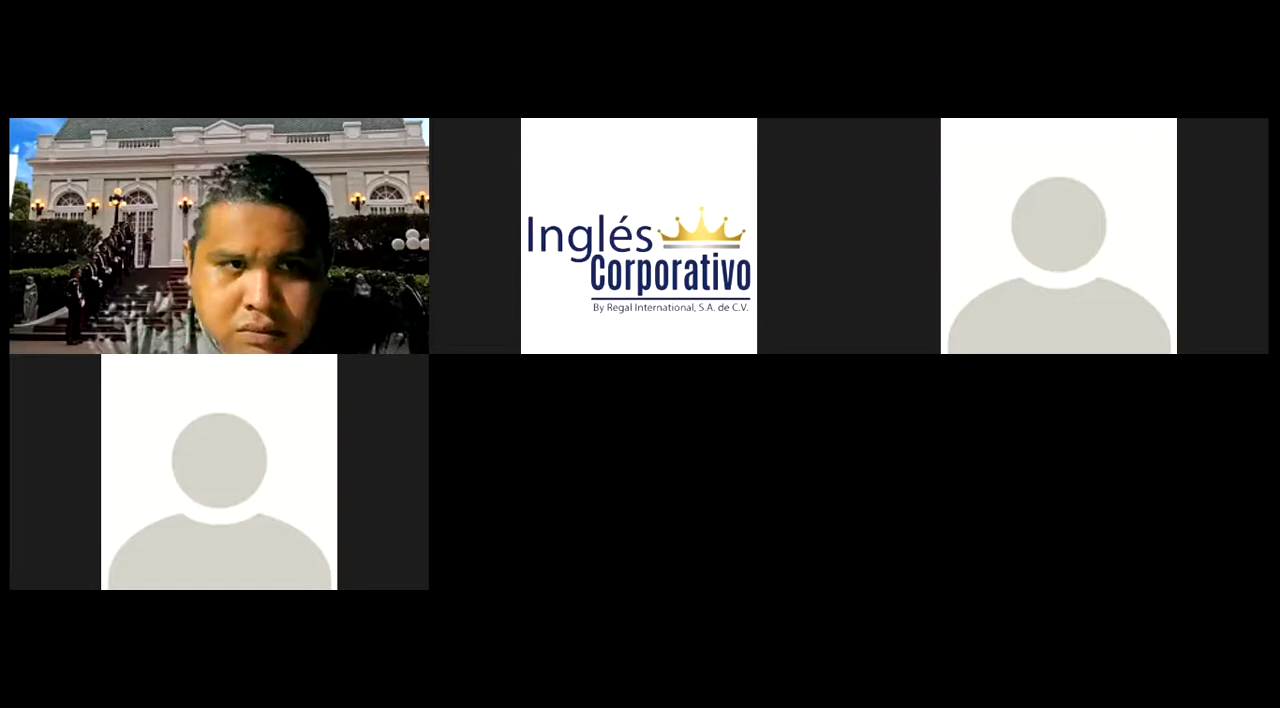 Inglés
Corporativo
By Regal International, S.A. de C.V.